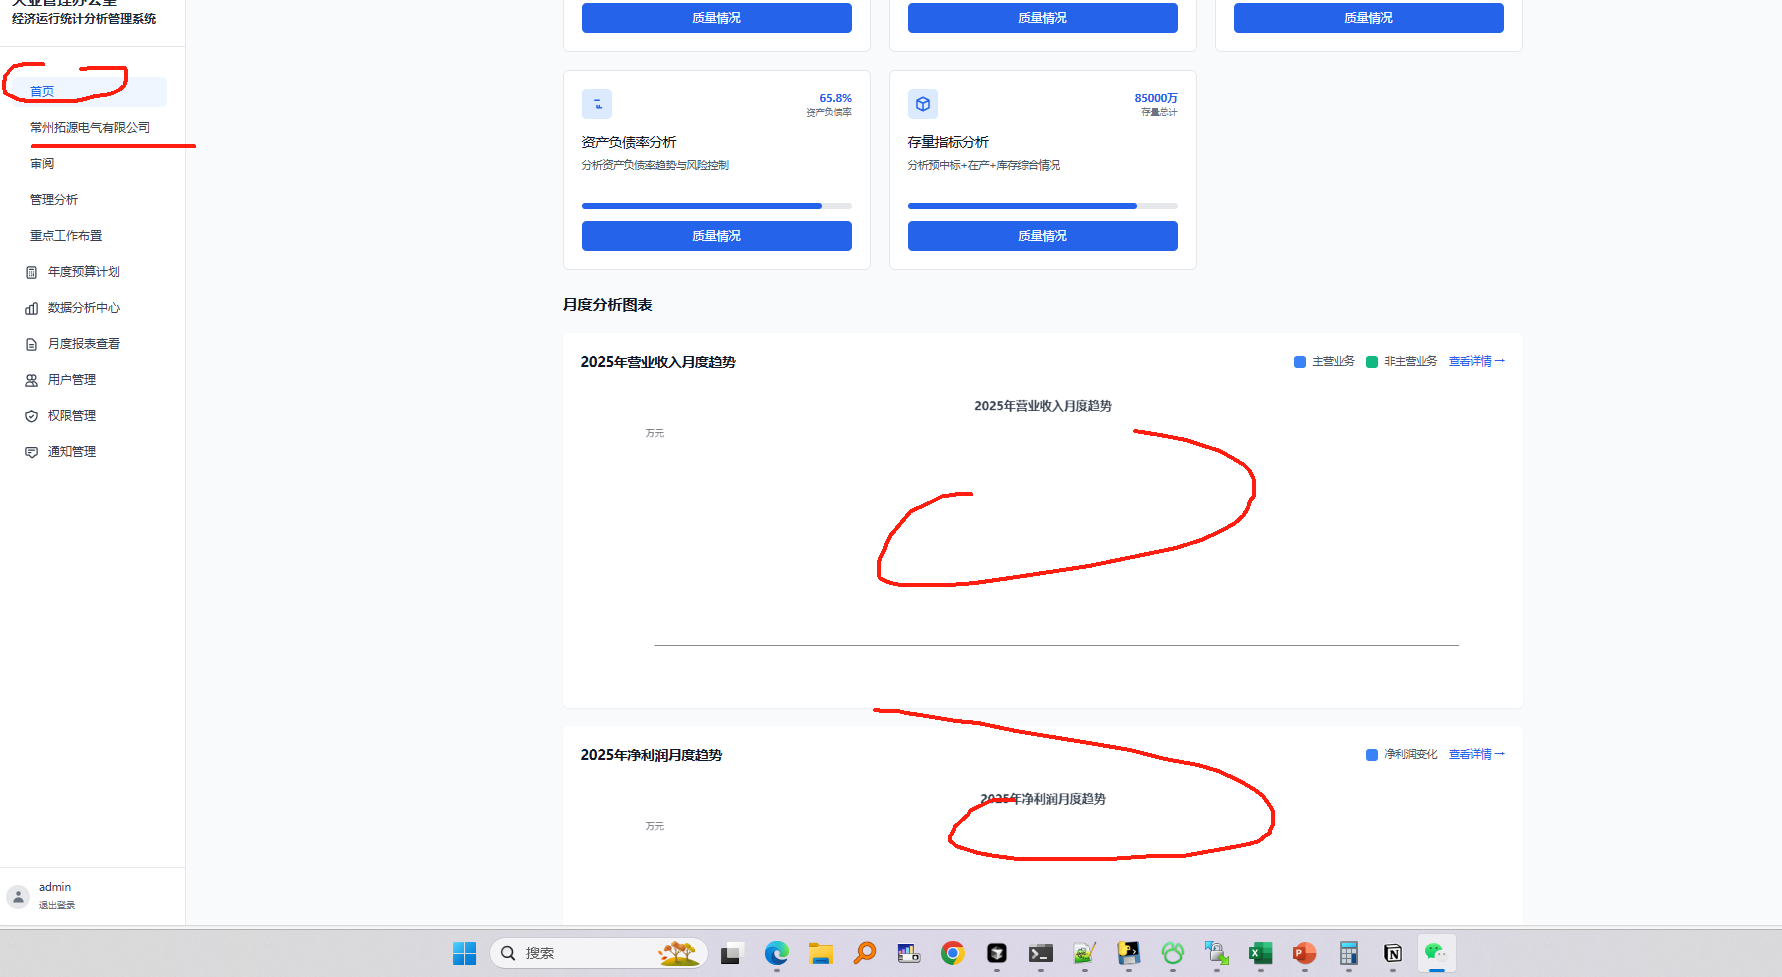 经济运行统计分析管理系统
首页
常州拓源电气有限公司
审阅
管理分析
重点工作布置
年度预算计划
数据分析中心
月度报表查看
用户管理
权限管理
通知管理
admin
退出登录
质量情况
质量情况
质量情况
65.8%
资产负债率
资产负债率分析
分析资产负债率趋势与风险控制
质量情况
85000万
存量总计
存量指标分析
分析预中标+在产+库存综合情况
质量情况
月度分析图表
2025年营业收入月度趋势
主营业务 非主营业务 查看详情→
2025年营业收入月度趋势
万元
2025年净利润月度趋势
净利润变化 查看详情→
2025年净利润月度趋势
万元
搜索